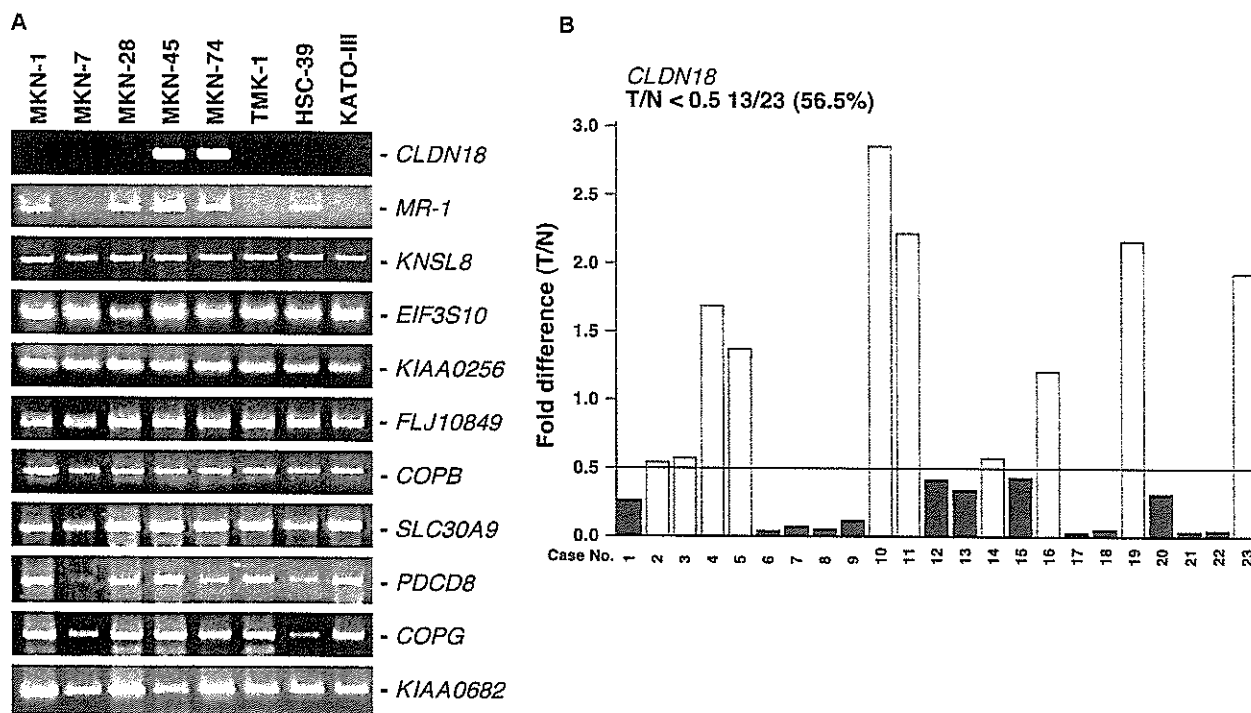 A
MKN-1
MKN-7
MKN-28
MKN-45
MKN-74
TMK-1
HSC-39
KATO-III
- CLDN18
- MR-1
- KNSL8
- EIF3S10
- KIAA0256
- FLJ10849
- COPB
- SLC30A9
- PDCD8
- COPG
- KIAA0682
B
CLDN18
T/N < 0.5 13/23 (56.5%)
Fold difference (T/N)
3.0
2.5
2.0
1.5
1.0
0.5
0.0
Case No. 1 2 3 4 5 6 7 8 9 10 11 12 13 14 15 16 17 18 19 20 21 22 23